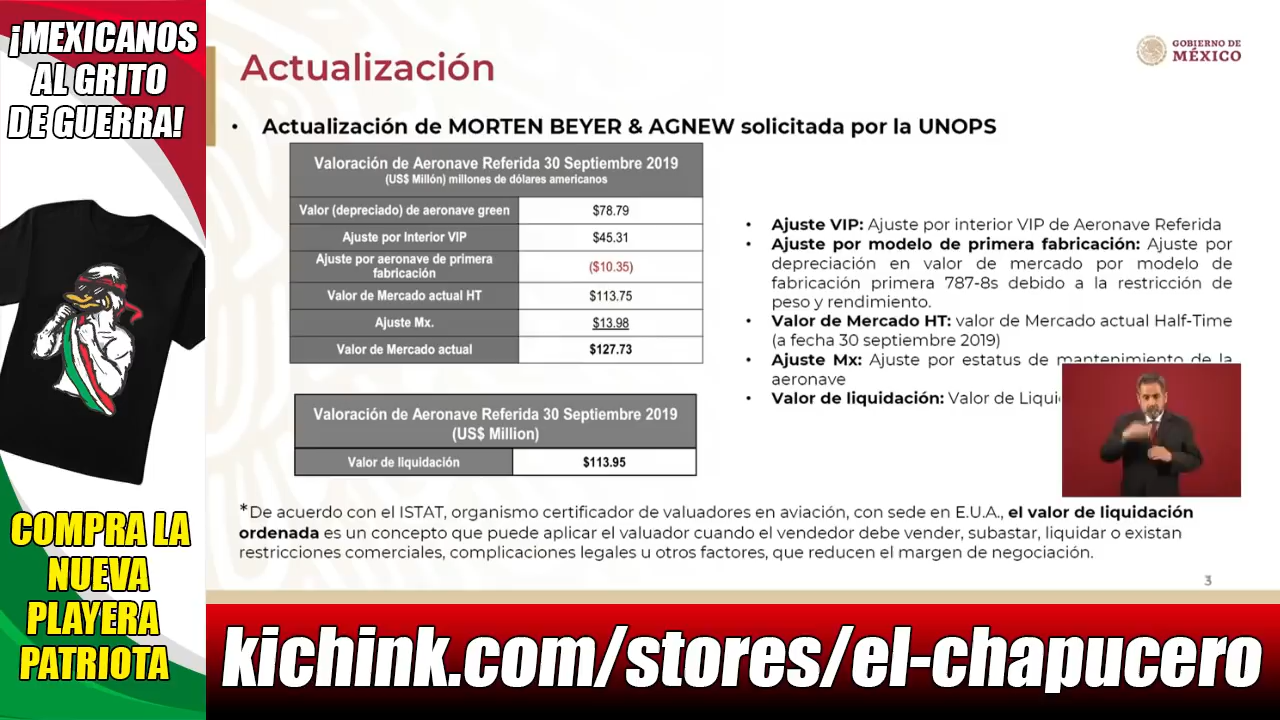 ¡MEXICANOS
AL GRITO
DE GUERRA!
COMPRA LA
NUEVA
PLAYERA
PATRIOTA
Actualización
GOBIERNO DE
MÉXICO
• Actualización de MORTEN BEYER & AGNEW solicitada por la UNOPS
Valoración de Aeronave Referida 30 Septiembre 2019
(US$ Millón) millones de dólares americanos
Valor (depreciado) de aeronave green $78.79
Ajuste por Interior VIP $45.31
Ajuste por aeronave de primera
fabricación ($10.35)
Valor de Mercado actual HT $113.75
Ajuste Mx. $13.98
Valor de Mercado actual $127.73
Valoración de Aeronave Referida 30 Septiembre 2019
(US$ Million)
Valor de liquidación $113.95
• Ajuste VIP: Ajuste por interior VIP de Aeronave Referida
• Ajuste por modelo de primera fabricación: Ajuste por
depreciación en valor de mercado por modelo de
fabricación primera 787-8s debido a la restricción de
peso y rendimiento.
• Valor de Mercado HT: valor de Mercado actual Half-Time
(a fecha 30 septiembre 2019)
• Ajuste Mx: Ajuste por estatus de mantenimiento de la
aeronave
• Valor de liquidación: Valor de
*De acuerdo con el ISTAT, organismo certificador de valuadores en aviación, con sede en E.U.A., el valor de liquidación
ordenada es un concepto que puede aplicar el valuador cuando el vendedor debe vender, subastar, liquidar o existan
restricciones comerciales, complicaciones legales u otros factores, que reducen el margen de negociación.
3
kichink.com/stores/el-chapucero